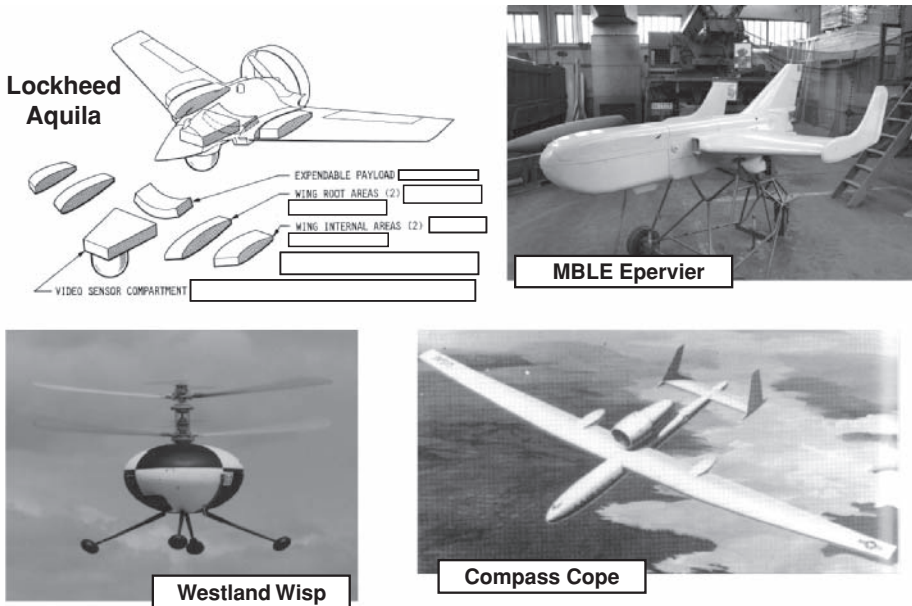 Lockheed
Aquila
EXPENDABLE PAYLOAD
WING ROOT AREAS (2)
WING INTERNAL AREAS (2)
VIDEO SENSOR COMPARTMENT
MBLE Epervier
Westland Wisp
Compass Cope